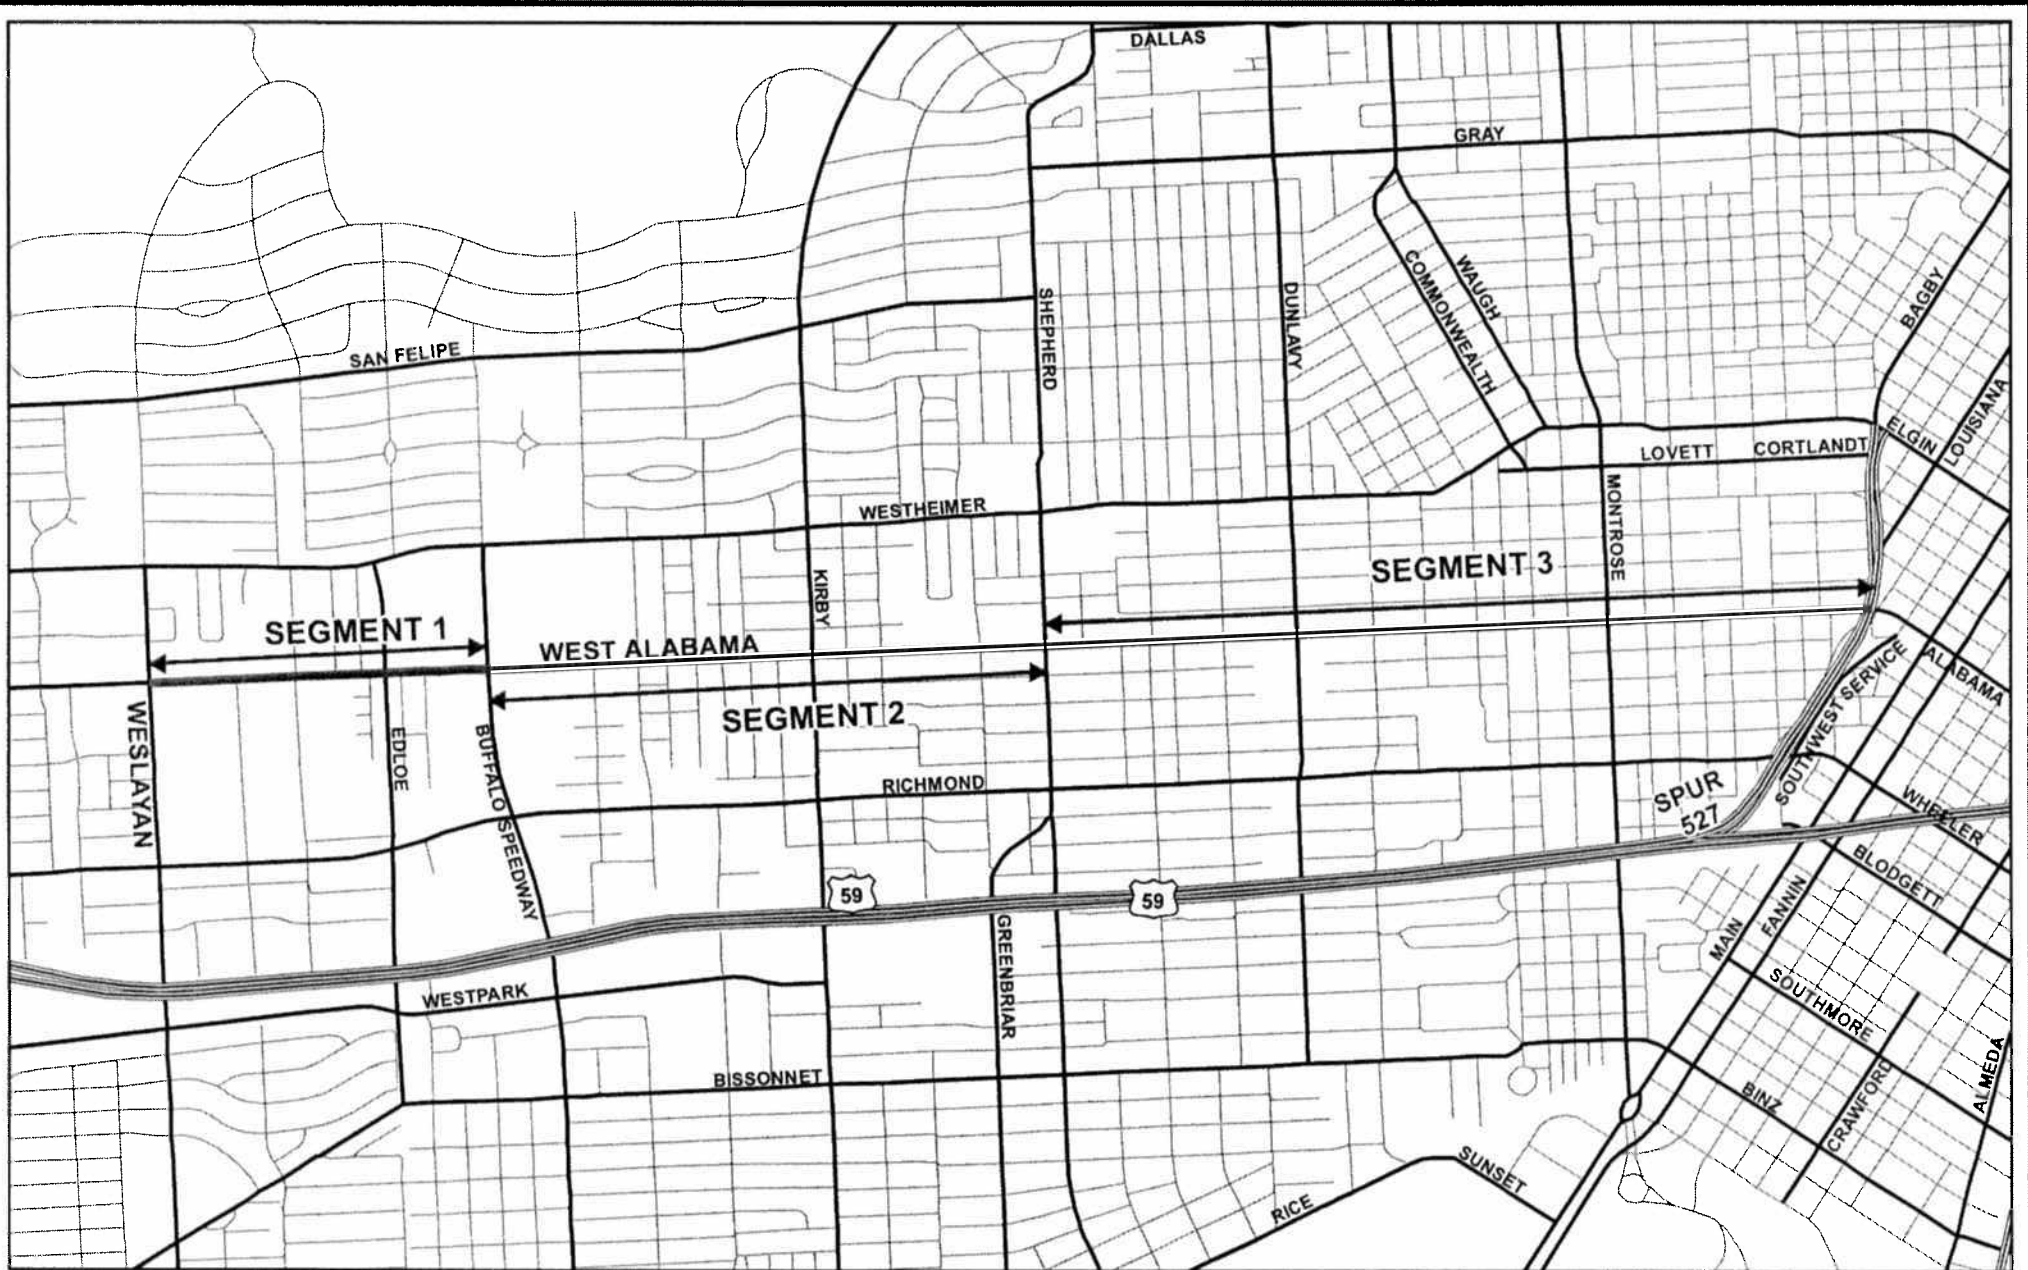 DALLAS
GRAY
COMMONWEALTH
WAUGH
SHEPHERD
DUNLAVY
BAGBY
SAN FELIPE
LOUISIANA
ELGIN
LOVETT
CORTLANDT
WESTHEIMER
MONTROSE
SEGMENT 3
KIRBY
SEGMENT 1
WEST ALABAMA
ALABAMA
SOUTHWEST SERVICE
SEGMENT 2
WESLAYAN
EDLOE
BUFFALO SPEEDWAY
RICHMOND
SPUR
527
WHEELER
BLODGETT
59
59
FANNIN
MAIN
GREENBRIAR
WESTPARK
SOUTHMORE
BISSONNET
ALMEDA
BINZ
CRAWFORD
SUNSET
RICE